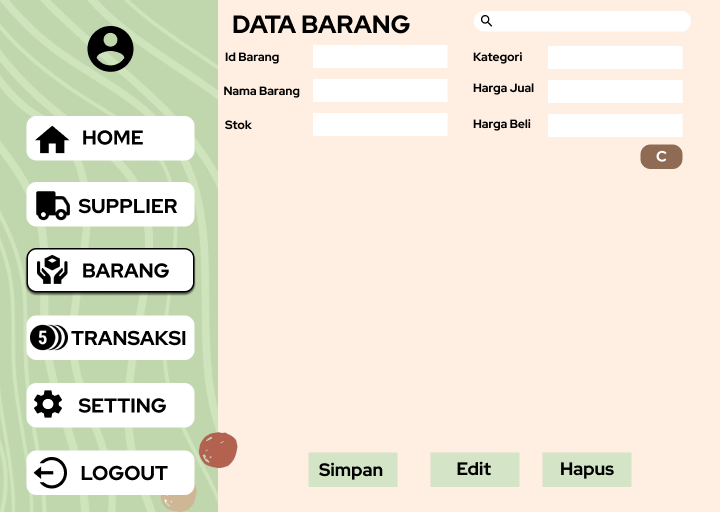 HOME
SUPPLIER
BARANG
5
TRANSAKSI
SETTING
LOGOUT
DATA BARANG
Id Barang
Nama Barang
Stok
Kategori
Harga Jual
Harga Beli
C
Simpan
Edit
Hapus